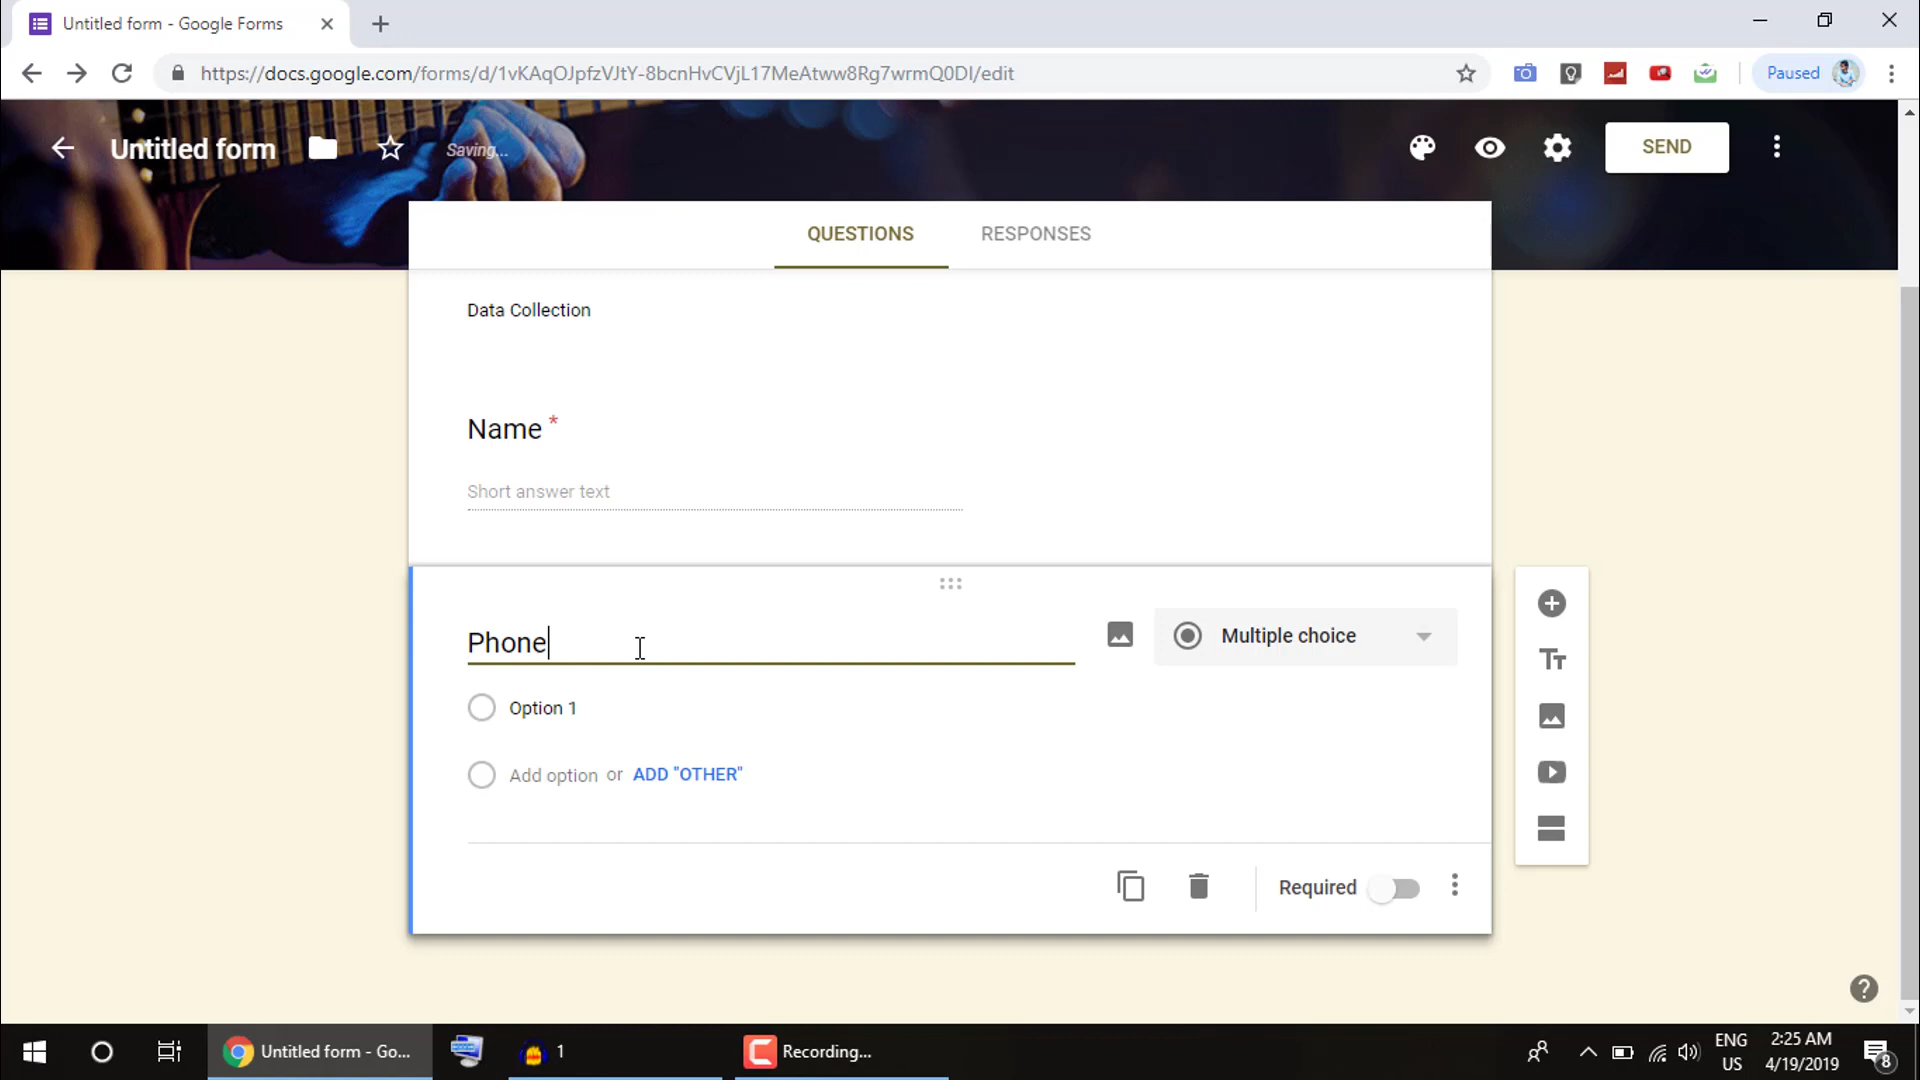 Untitled form - Google Forms
https://docs.google.com/forms/d/1vKAqOJpfzVJtY-8bcnHvCVjL17MeAtww8Rg7wrmQ0DI/edit
Paused
Untitled form
Saving...
SEND
QUESTIONS RESPONSES
Data Collection
Name *
Short answer text
Phone
Multiple choice
Option 1
Add option or ADD "OTHER"
Required
Untitled form - Go...
1
Recording...
ENG
US
2:25 AM
4/19/2019
8